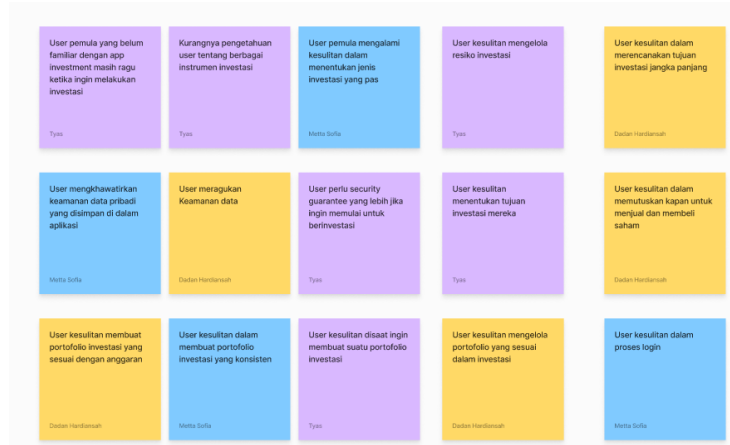 User pemula yang belum
familiar dengan app
investment masih ragu
ketika ingin melakukan
investasi
Tyas
Kurangnya pengetahuan
user tentang berbagai
instrumen investasi
Tyas
User pemula mengalami
kesulitan dalam
menentukan jenis
investasi yang pas
Metta Sofia
User kesulitan mengelola
resiko investasi
Tyas
User kesulitan dalam
merencanakan tujuan
investasi jangka panjang
Dadan Hardiansah
User mengkhawatirkan
keamanan data pribadi
yang disimpan di dalam
aplikasi
Metta Sofia
User meragukan
Keamanan data
Dadan Hardiansah
User perlu security
guarantee yang lebih jika
ingin memulai untuk
berinvestasi
Tyas
User kesulitan
menentukan tujuan
investasi mereka
Tyas
User kesulitan dalam
memutuskan kapan untuk
menjual dan membeli
saham
Dadan Hardiansah
User kesulitan membuat
portofolio investasi yang
sesuai dengan anggaran
Dadan Hardiansah
User kesulitan dalam
membuat potofolio
investasi yang konsisten
Metta Sofia
User kesulitan disaat ingin
membuat suatu portofolio
investasi
Tyas
User kesulitan mengelola
portofolio yang sesuai
dalam investasi
Dadan Hardiansah
User kesulitan dalam
proses login
Metta Sofia